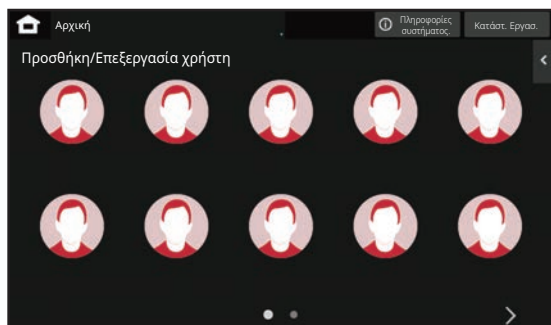 Αρχική
Πληροφορίες
συστήματος.
Κατάστ. Εργασ.
Προσθήκη/Επεξεργασία χρήστη